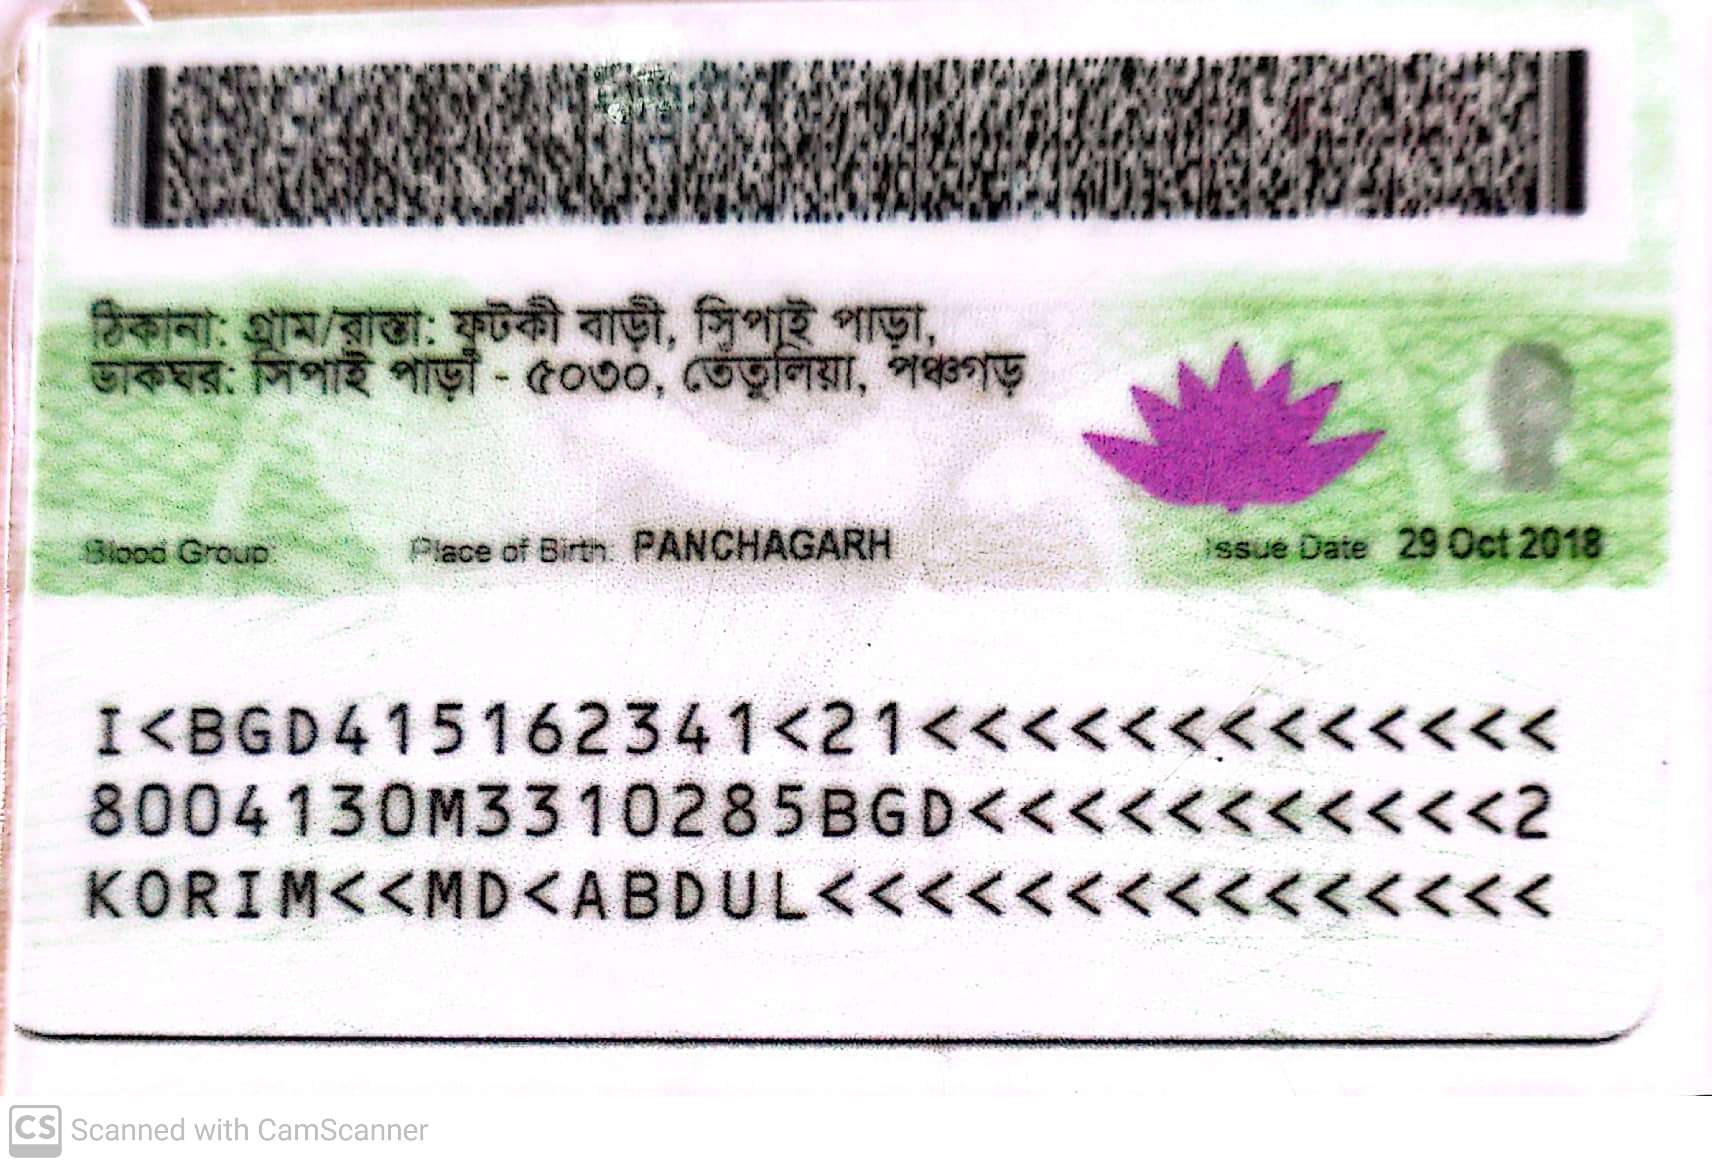 ঠিকানা: গ্রাম/রাস্তা: ফুটকী বাড়ী, সিপাই পাড়া,
ডাকঘর: সিপাই পাড়া - ৫০৩০, তেঁতুলিয়া, পঞ্চগড়
Blood Group: Place of Birth: PANCHAGARH Issue Date 29 Oct 2018
I<BGD415162341<21<<<<<<<<<<<<<
8004130M3310285BGD<<<<<<<<<<<2
KORIM<<MD<ABDUL<<<<<<<<<<<<<<<
CS Scanned with CamScanner